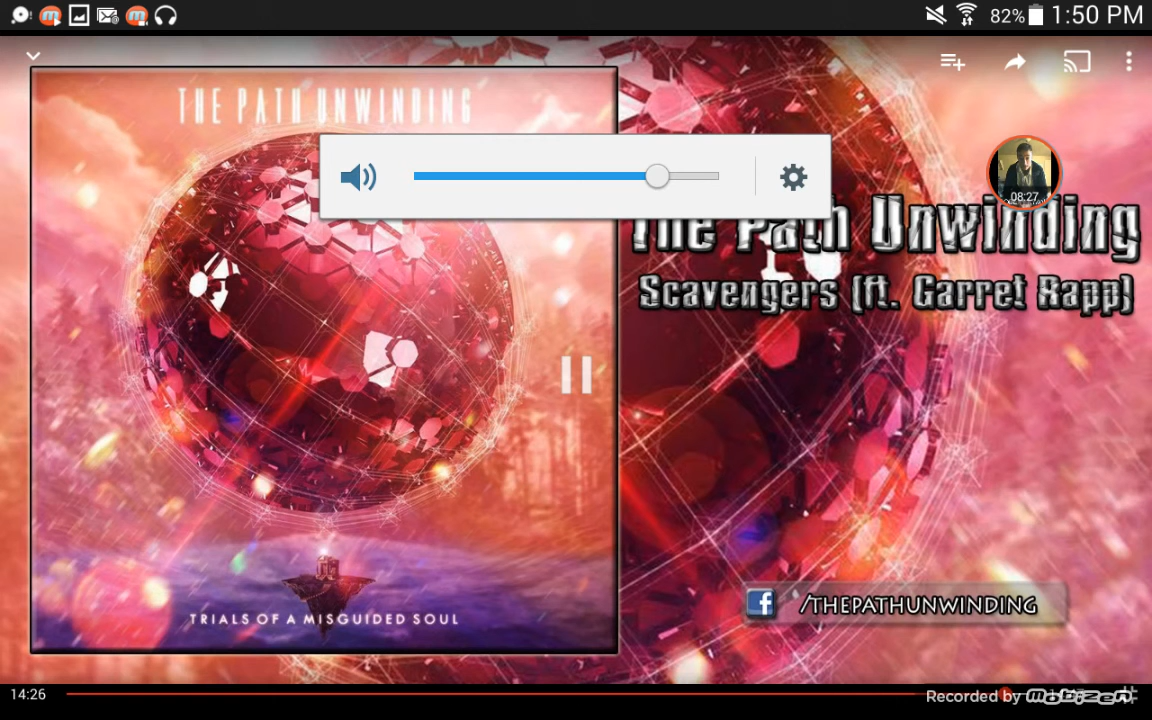 82% 1:50 PM
THE PATH UNWINDING
08:27
The Path Unwinding
Scavengers (ft. Garret Rapp)
/THEPATHUNWINDING
TRIALS OF A MISGUIDED SOUL
14:26
Recorded by mobizen